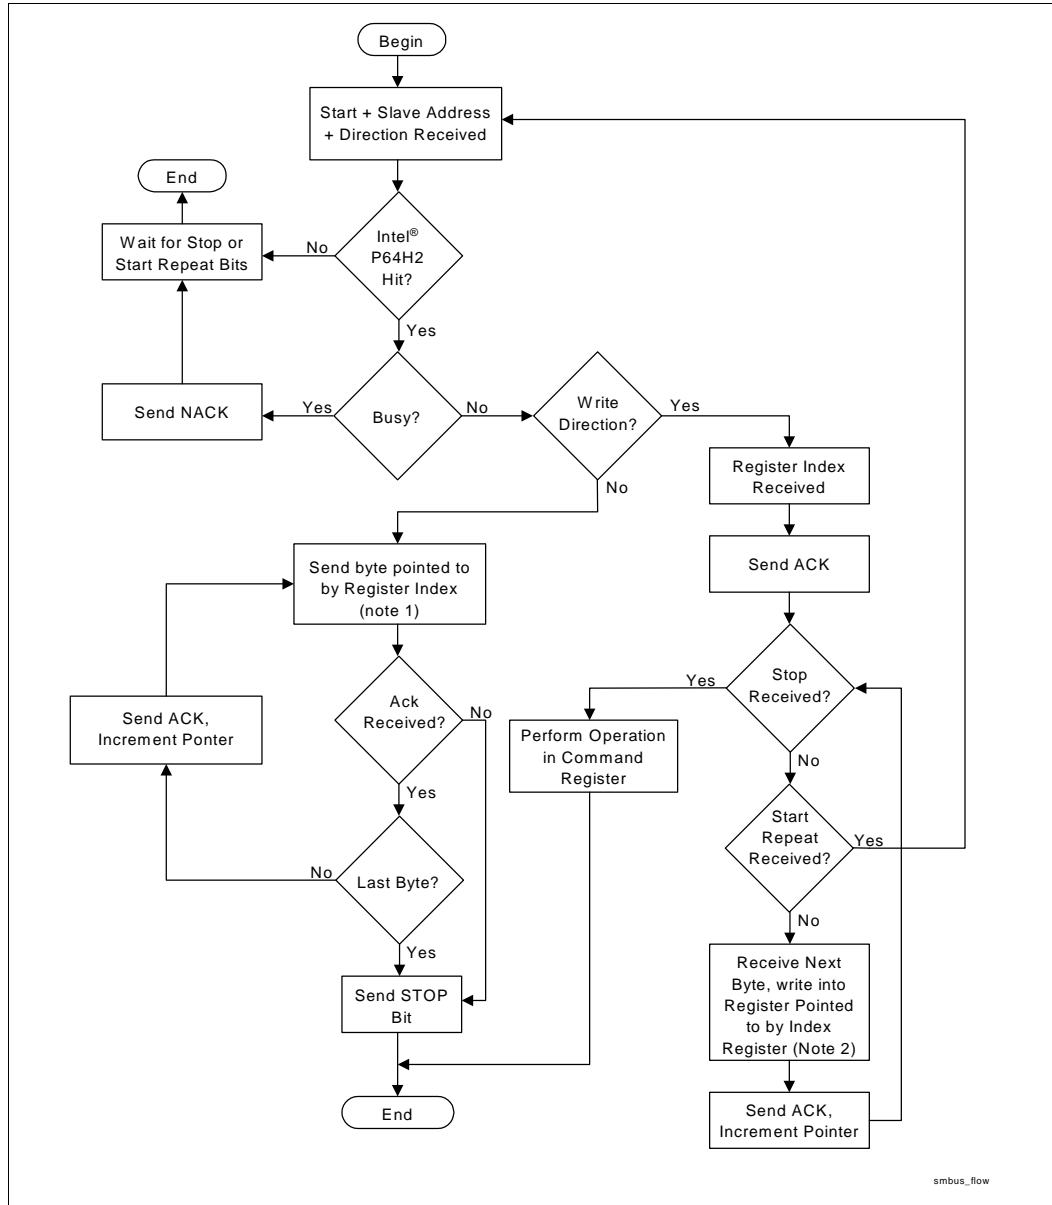 Begin
Start + Slave Address
+ Direction Received
End
Wait for Stop or
Start Repeat Bits
No
Intel®
P64H2
Hit?
Yes
Send NACK
Yes
Busy?
No
Write
Direction?
Yes
No
Register Index
Received
Send ACK
Send byte pointed to
by Register Index
(note 1)
Send ACK,
Increment Ponter
Ack
Received?
No
Yes
Yes
Stop
Received?
No
Perform Operation
in Command
Register
Start
Repeat
Received?
Yes
No
No
Last Byte?
Yes
Send STOP
Bit
Receive Next
Byte, write into
Register Pointed
to by Index
Register (Note 2)
End
Send ACK,
Increment Pointer
smbus_flow